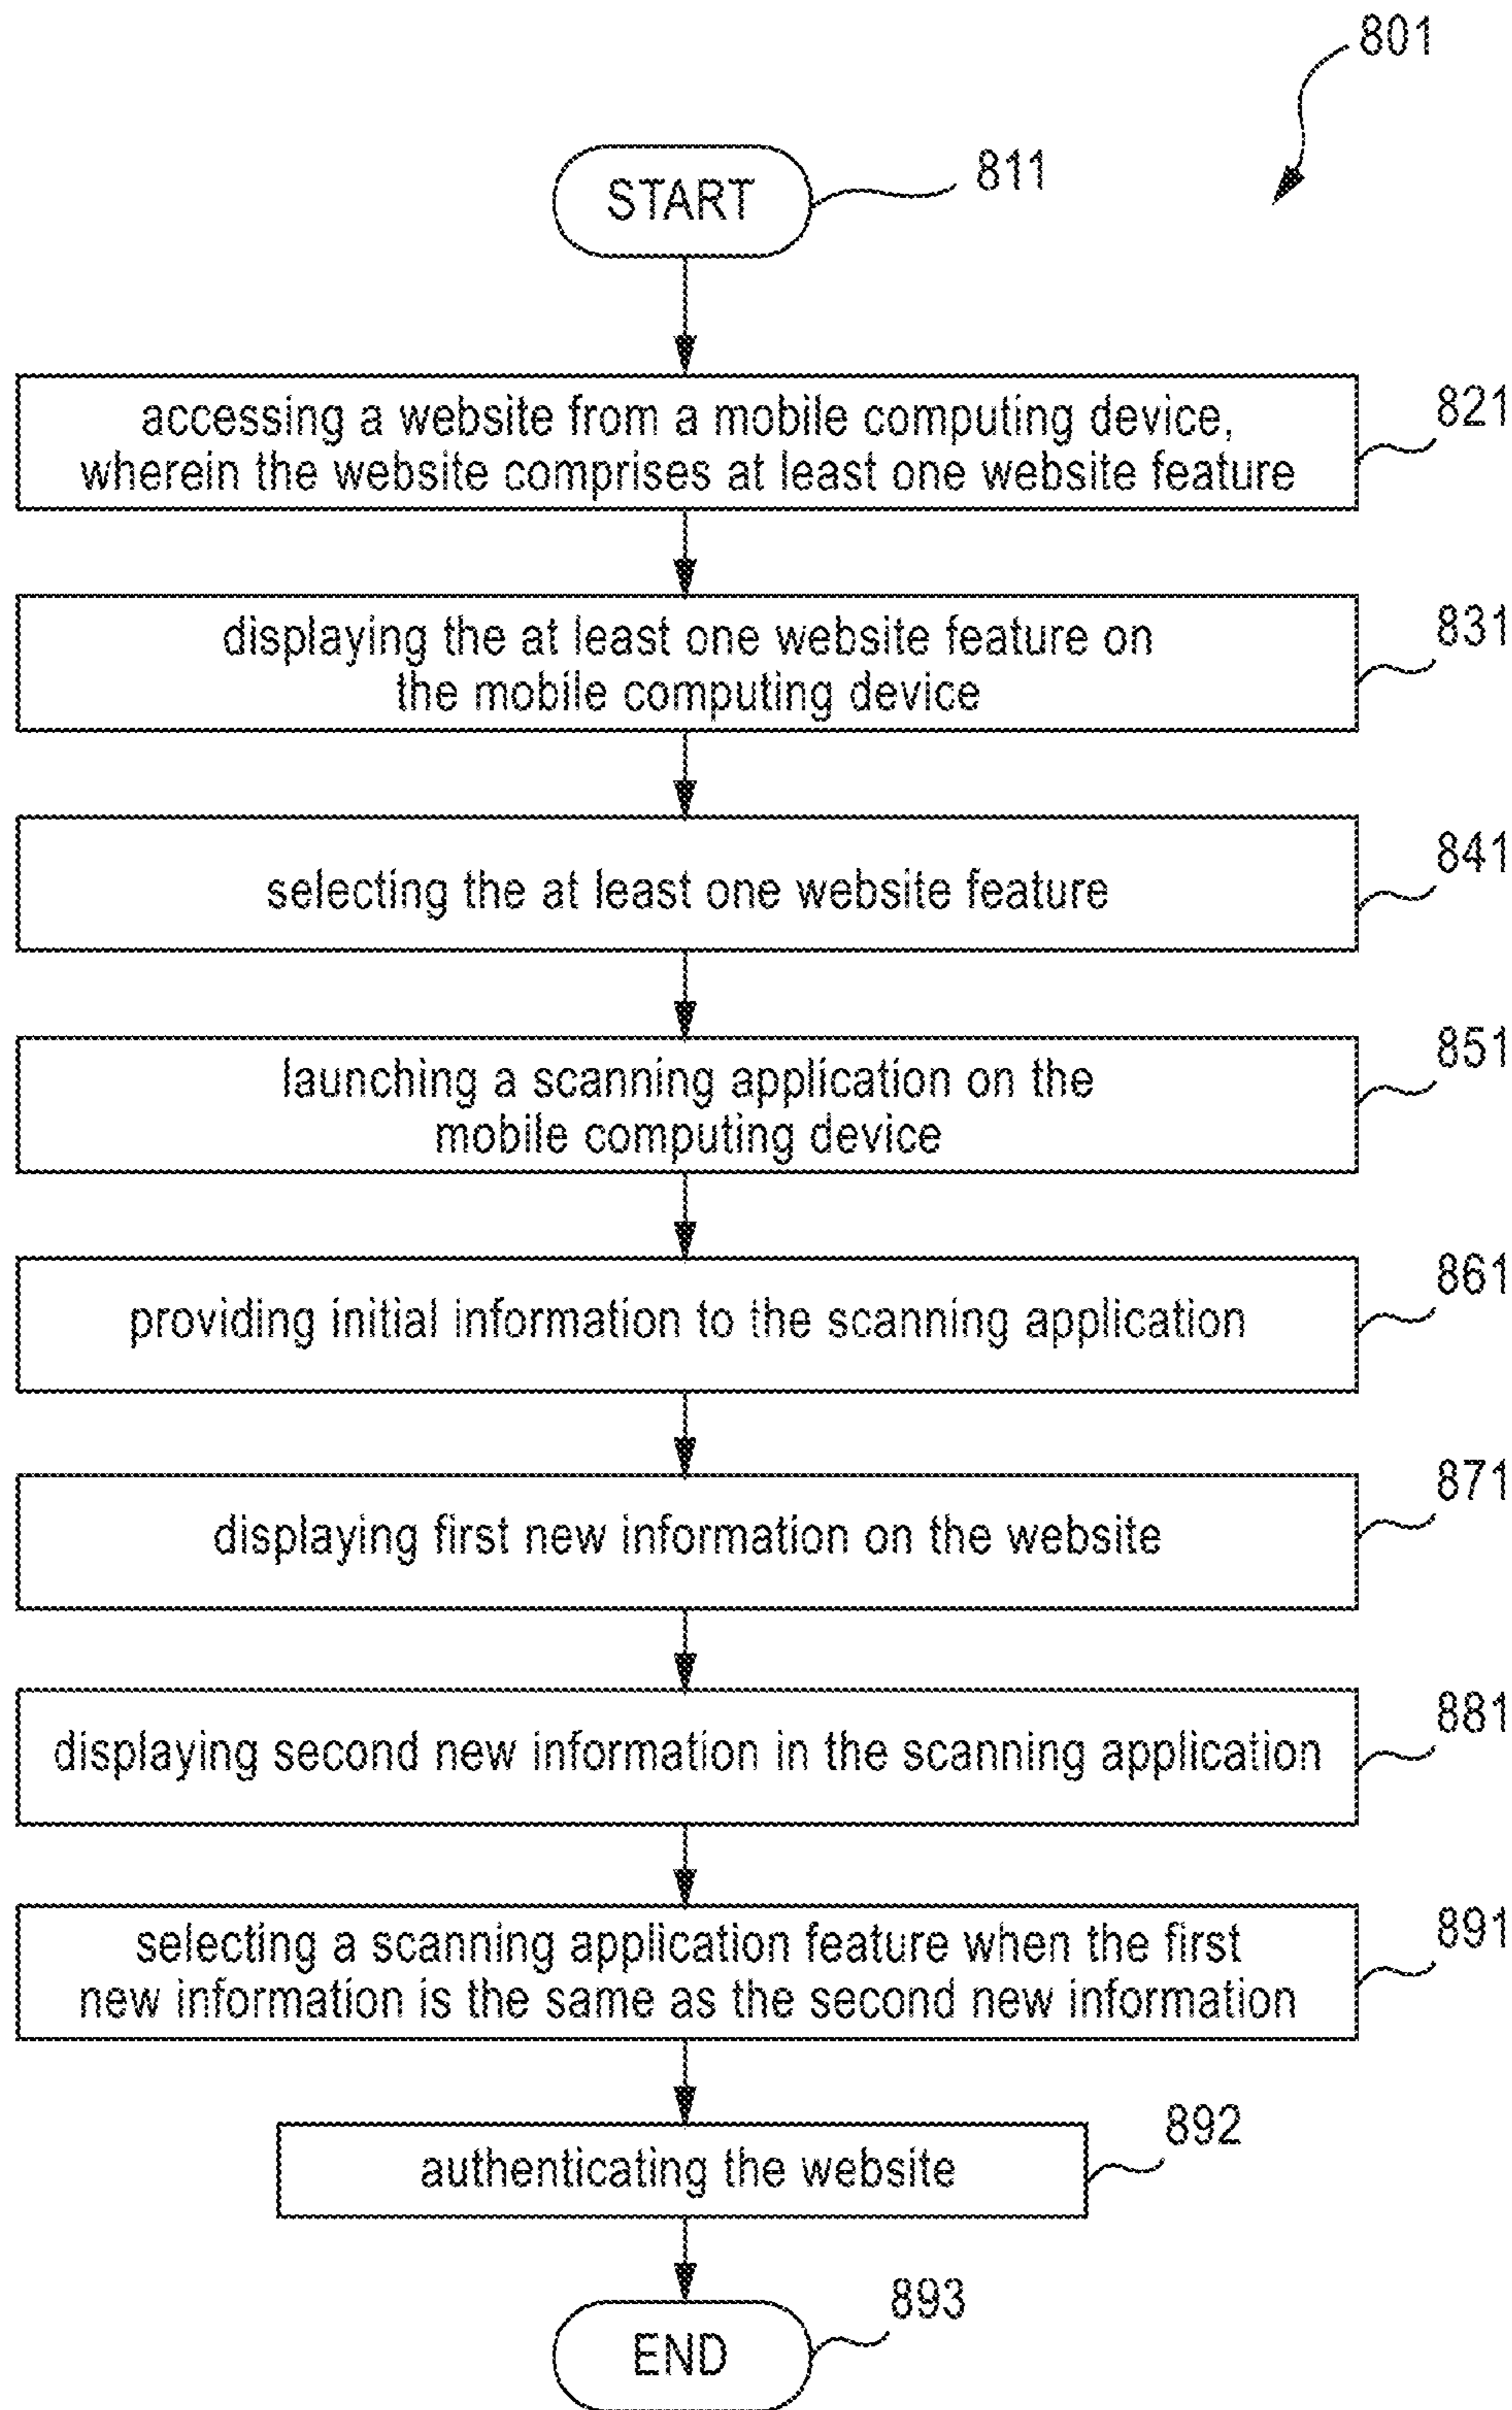 801
START
811
accessing a website from a mobile computing device,
wherein the website comprises at least one website feature
821
displaying the at least one website feature on
the mobile computing device
831
selecting the at least one website feature
841
launching a scanning application on the
mobile computing device
851
providing initial information to the scanning application
861
displaying first new information on the website
871
displaying second new information in the scanning application
881
selecting a scanning application feature when the first
new information is the same as the second new information
891
authenticating the website
892
END
893